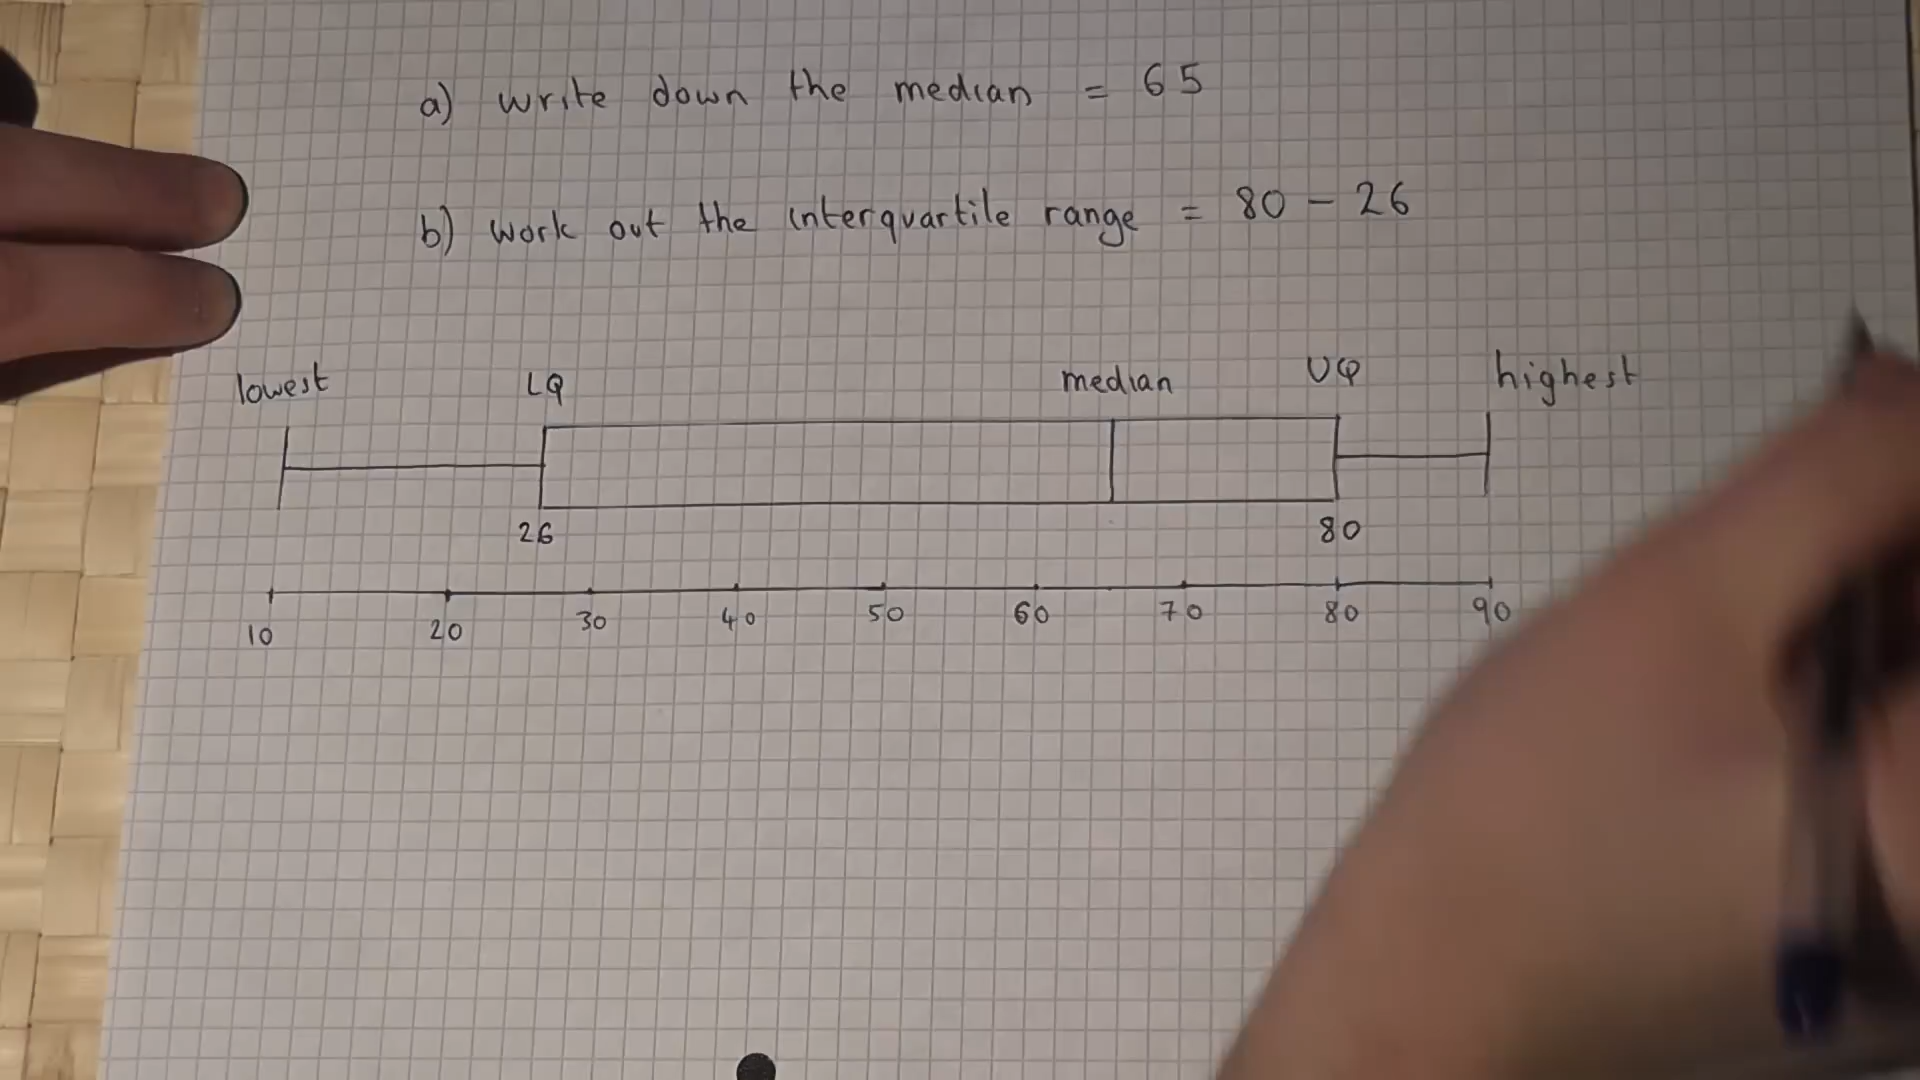 a) write down the median = 65
b) work out the interquartile range = 80 - 26
lowest LQ median UQ highest
26 80
10 20 30 40 50 60 70 80 90